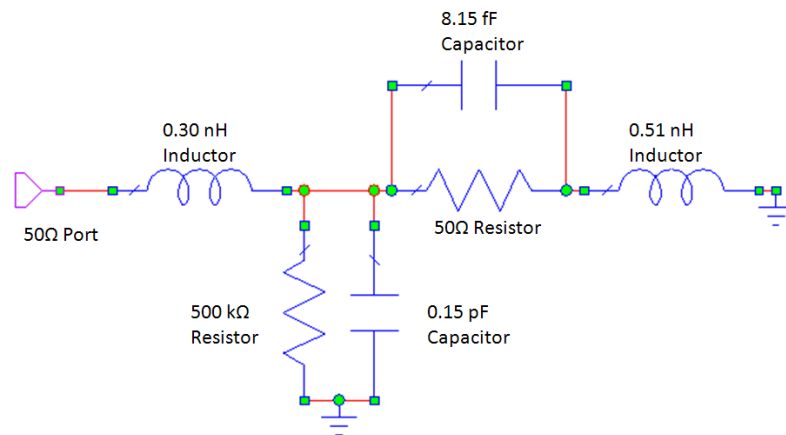 8.15 fF
Capacitor
0.30 nH
Inductor
0.51 nH
Inductor
50Ω Port
50Ω Resistor
500 kΩ
Resistor
0.15 pF
Capacitor